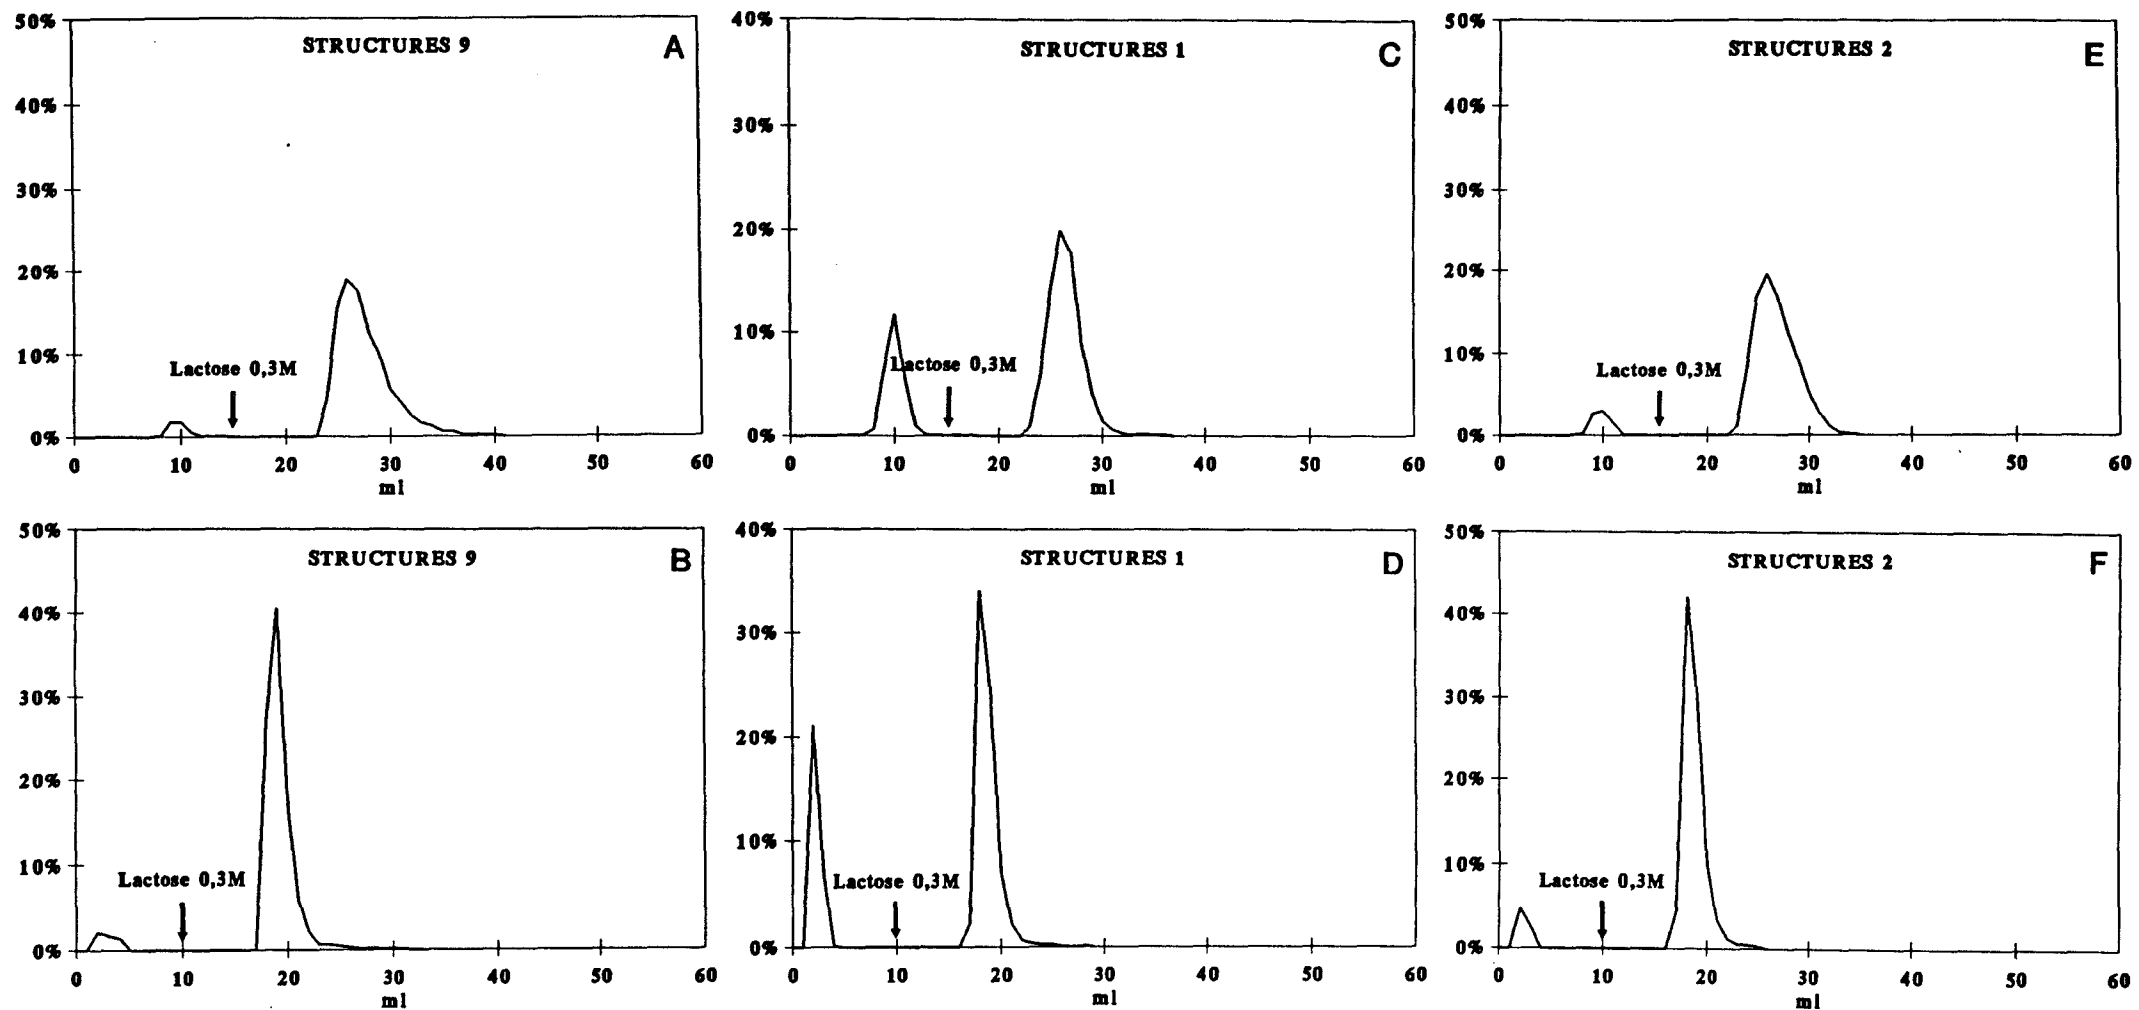 STRUCTURES 9 A
50%
40%
30%
20%
10%
0%
Lactose 0,3M
0 10 20 30 40 50 60
ml
STRUCTURES 1 C
40%
30%
20%
10%
0%
Lactose 0,3M
0 10 20 30 40 50 60
ml
STRUCTURES 2 E
50%
40%
30%
20%
10%
0%
Lactose 0,3M
0 10 20 30 40 50 60
ml
STRUCTURES 9 B
50%
40%
30%
20%
10%
0%
Lactose 0,3M
0 10 20 30 40 50 60
ml
STRUCTURES 1 D
40%
30%
20%
10%
0%
Lactose 0,3M
0 10 20 30 40 50 60
ml
STRUCTURES 2 F
50%
40%
30%
20%
10%
0%
Lactose 0,3M
0 10 20 30 40 50 60
ml